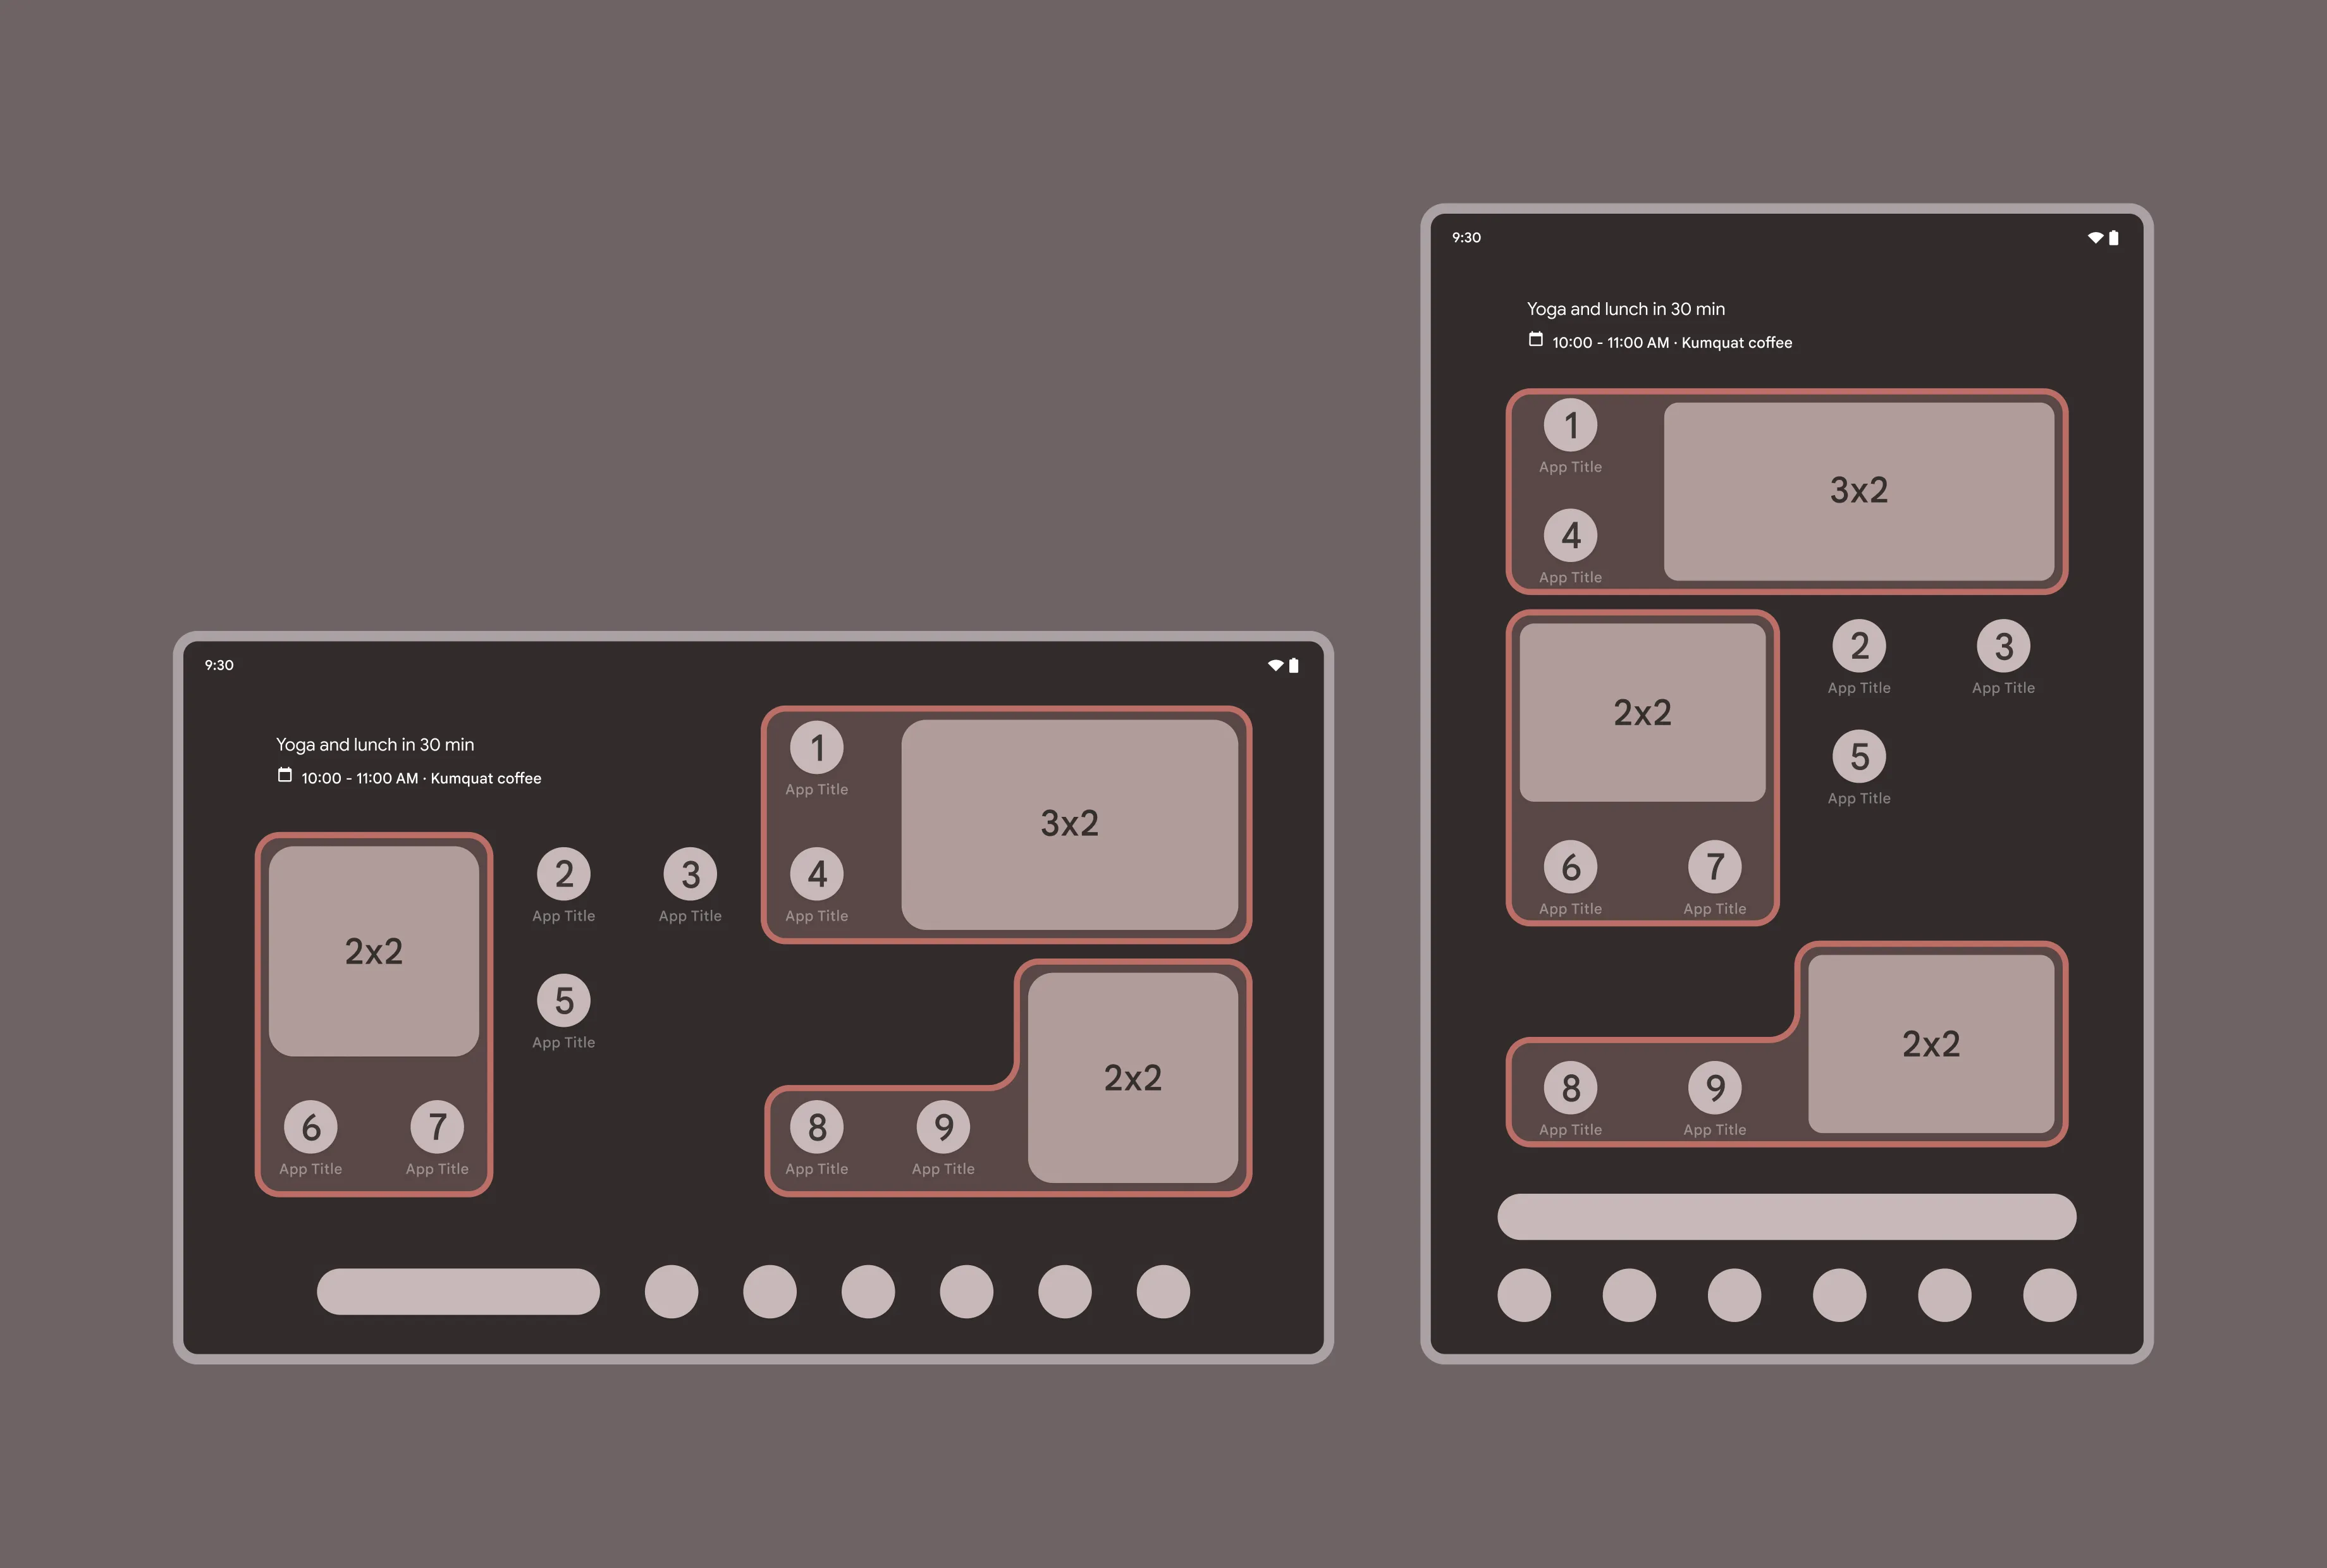 9:30
Yoga and lunch in 30 min
10:00 - 11:00 AM · Kumquat coffee
1
App Title
3x2
4
App Title
2x2
2
App Title
3
App Title
5
App Title
6
App Title
7
App Title
8
App Title
9
App Title
2x2
9:30
Yoga and lunch in 30 min
10:00 - 11:00 AM · Kumquat coffee
1
App Title
3x2
4
App Title
2x2
2
App Title
3
App Title
5
App Title
6
App Title
7
App Title
2x2
8
App Title
9
App Title